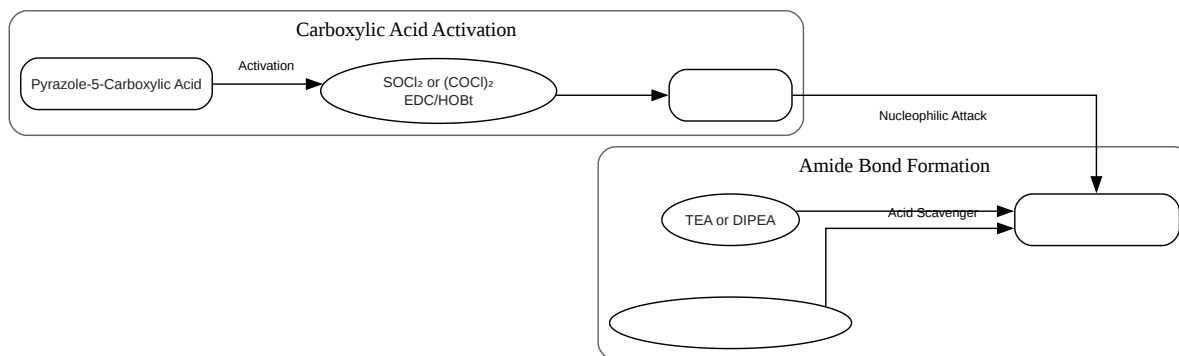 Carboxylic Acid Activation
Pyrazole-5-Carboxylic Acid
Activation
SOCl₂ or (COCl)₂
EDC/HOBt
Nucleophilic Attack
Amide Bond Formation
TEA or DIPEA
Acid Scavenger